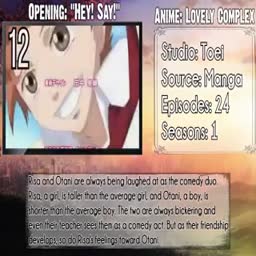 Opening: "Hey! Say!"
Anime: Lovely Complex
12
Studio: Toei
Source: Manga
Episodes: 24
Seasons: 1
Risa and Otani are always being laughed at as the comedy duo.
Risa, a girl, is taller than the average girl, and Otani, a boy, is
shorter than the average boy. The two are always bickering and
even their teacher sees them as a comedy act. But as their friendship
develops, so do Risa's feelings toward Otani.